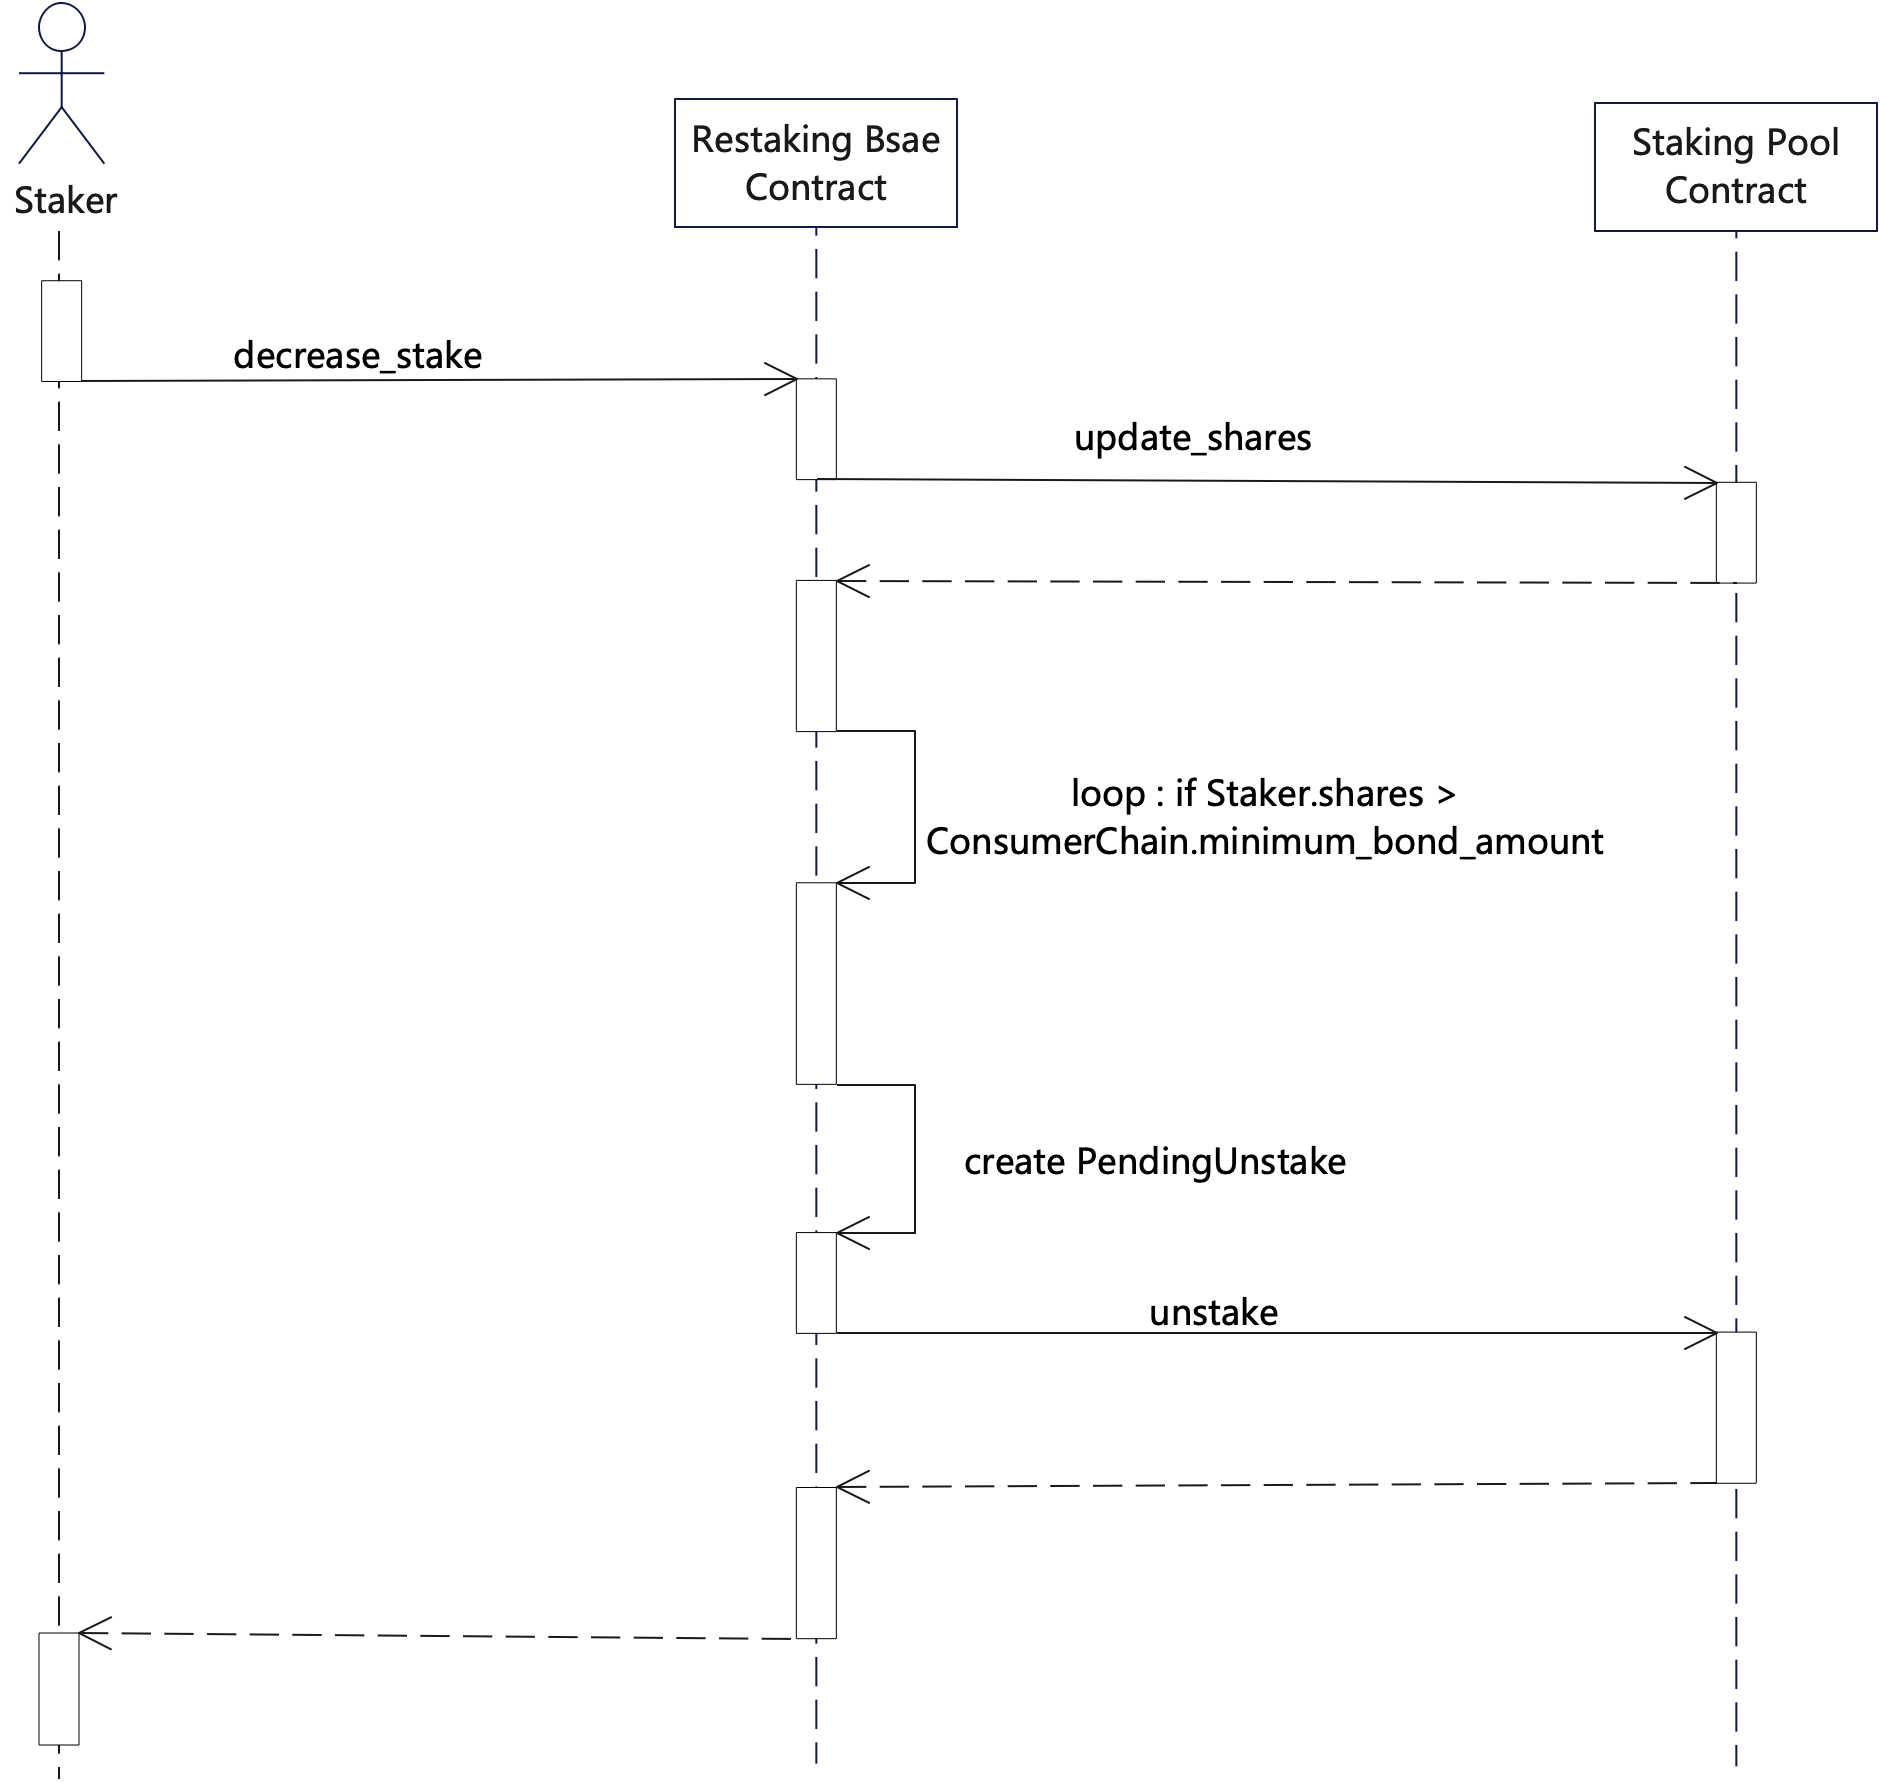 Staker
Restaking Bsae
Contract
Staking Pool
Contract
decrease_stake
update_shares
loop : if Staker.shares >
ConsumerChain.minimum_bond_amount
create PendingUnstake
unstake